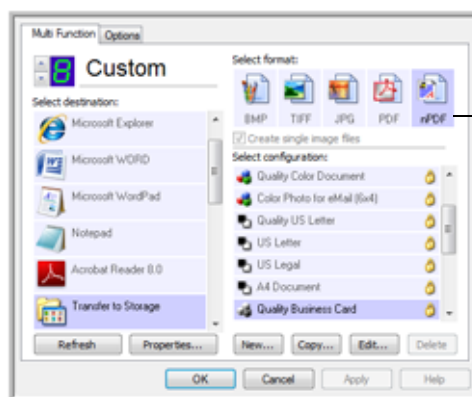 Multi Function Options
8 Custom
Select destination:
Microsoft Explorer
Microsoft WORD
Microsoft WordPad
Notepad
Acrobat Reader 8.0
Transfer to Storage
Refresh Properties...
Select format:
BMP TIFF JPG PDF nPDF
Create single image files
Select configuration:
Quality Color Document
Color Photo for eMail (6x4)
Quality US Letter
US Letter
US Legal
A4 Document
Quality Business Card
New... Copy... Edit... Delete
OK Cancel Apply Help